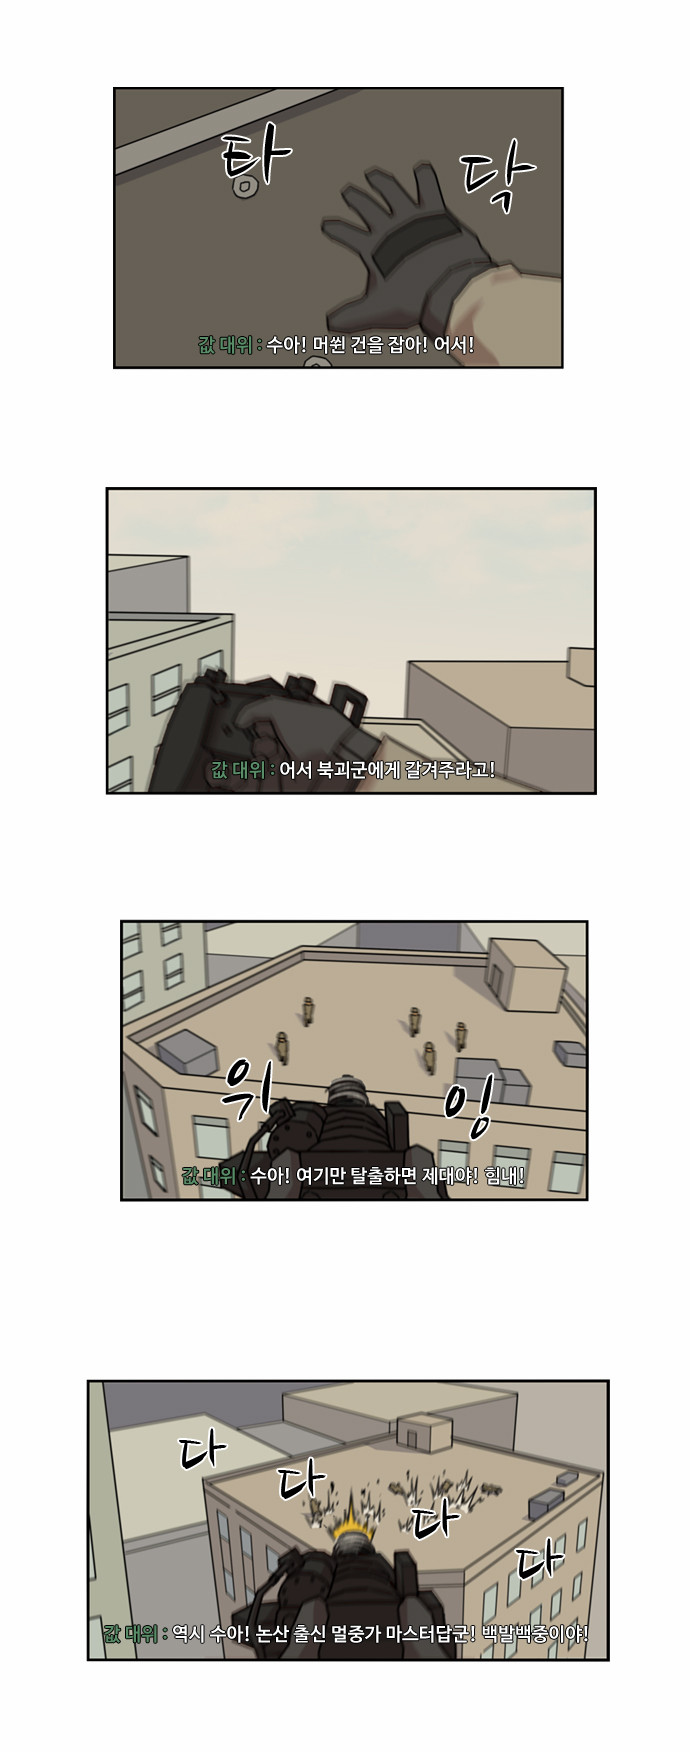 타 닥
값 대위 : 수아! 머쒼 건을 잡아! 어서!
값 대위 : 어서 북괴군에게 갈겨주라고!
위 잉
값 대위 : 수아! 여기만 탈출하면 제대야! 힘내!
다
다
다
다
값 대위 : 역시 수아! 논산 출신 멀중가 마스터답군! 백발백중이야!